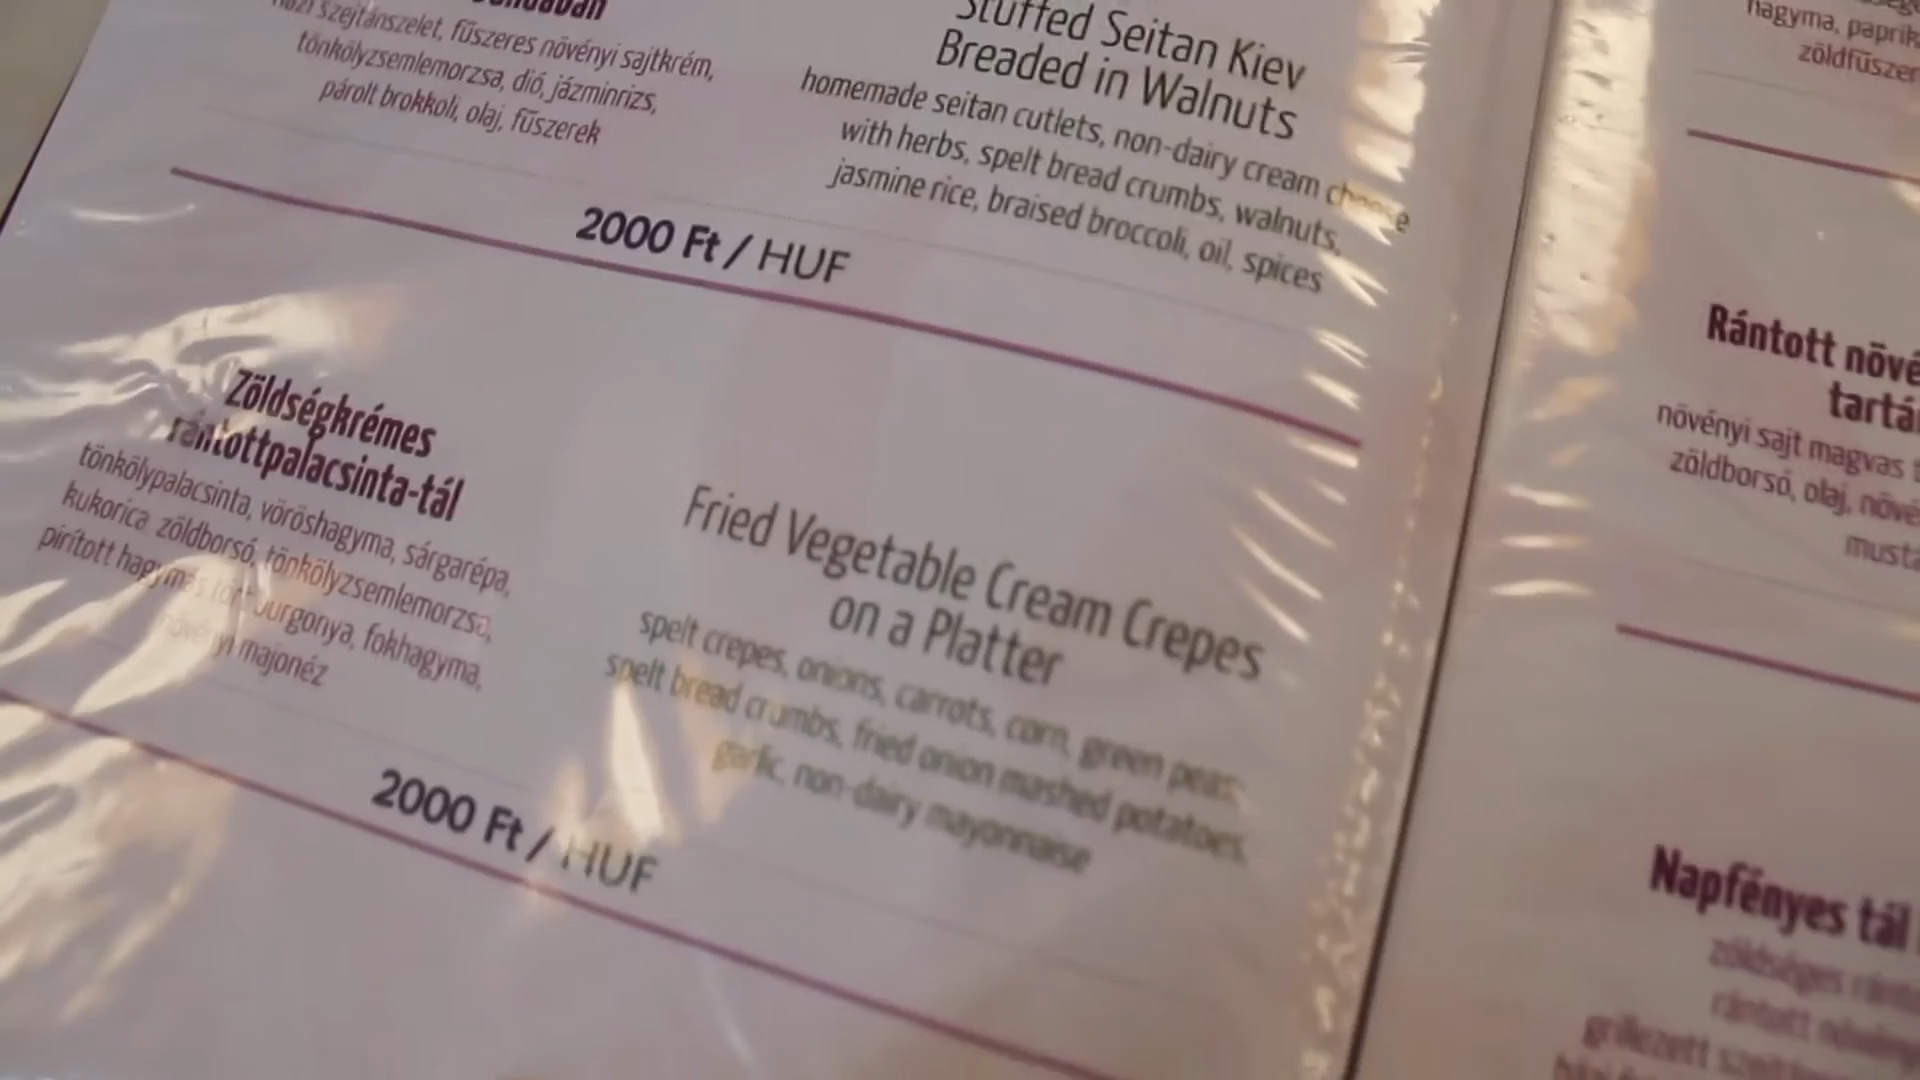 házi szejtánszelet, fűszeres növényi sajtkrém,
tönkölyzsemlemorzsa, dió, jázminrizs,
párolt brokkoli, olaj, fűszerek
Stuffed Seitan Kiev
Breaded in Walnuts
homemade seitan cutlets, non-dairy cream cheese
with herbs, spelt bread crumbs, walnuts,
jasmine rice, braised broccoli, oil, spices
2000 Ft / HUF
Zöldségkrémes
rántottpalacsinta-tál
tönkölypalacsinta, vöröshagyma, sárgarépa,
kukorica, zöldborsó, tönkölyzsemlemorzsa,
pirított hagymás törtburgonya, fokhagyma,
növényi majonéz
Fried Vegetable Cream Crepes
on a Platter
spelt crepes, onions, carrots, corn, green peas,
spelt bread crumbs, fried onion mashed potatoes,
garlic, non-dairy mayonnaise
2000 Ft / HUF
hagyma, paprik
zöldfűszer
Rántott növé
tartá
növényi sajt magvas
zöldborsó, olaj, növé
musta
Napfényes tál
zöldséges
rántott
grillezett